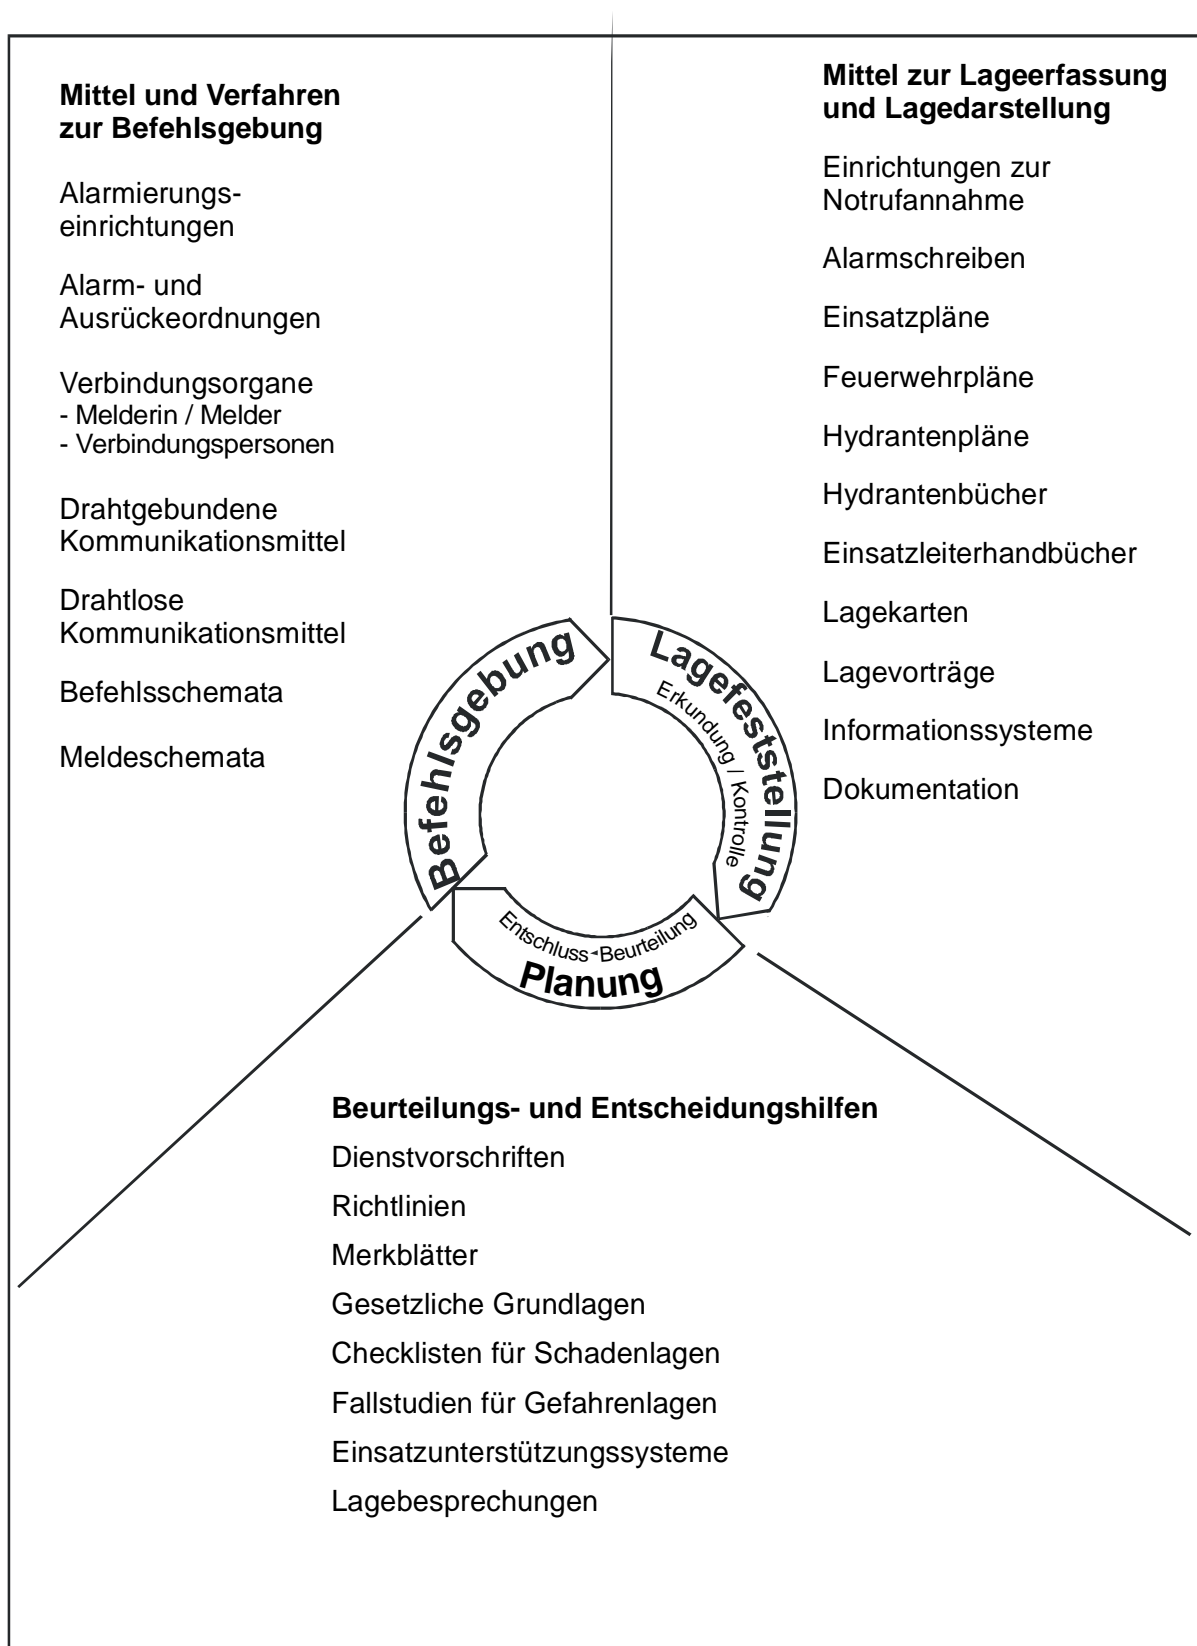 Mittel und Verfahren
zur Befehlsgebung
Alarmierungs-
einrichtungen
Alarm- und
Ausrückeordnungen
Verbindungsorgane
- Melderin / Melder
- Verbindungspersonen
Drahtgebundene
Kommunikationsmittel
Drahtlose
Kommunikationsmittel
Befehlsschemata
Meldeschemata
Mittel zur Lageerfassung
und Lagedarstellung
Einrichtungen zur
Notrufannahme
Alarmschreiben
Einsatzpläne
Feuerwehrpläne
Hydrantenpläne
Hydrantenbücher
Einsatzleiterhandbücher
Lagekarten
Lagevorträge
Informationssysteme
Dokumentation
Befehlsgebung
Lagefeststellung
Erkundung / Kontrolle
Entschluss Beurteilung
Planung
Beurteilungs- und Entscheidungshilfen
Dienstvorschriften
Richtlinien
Merkblätter
Gesetzliche Grundlagen
Checklisten für Schadenlagen
Fallstudien für Gefahrenlagen
Einsatzunterstützungssysteme
Lagebesprechungen